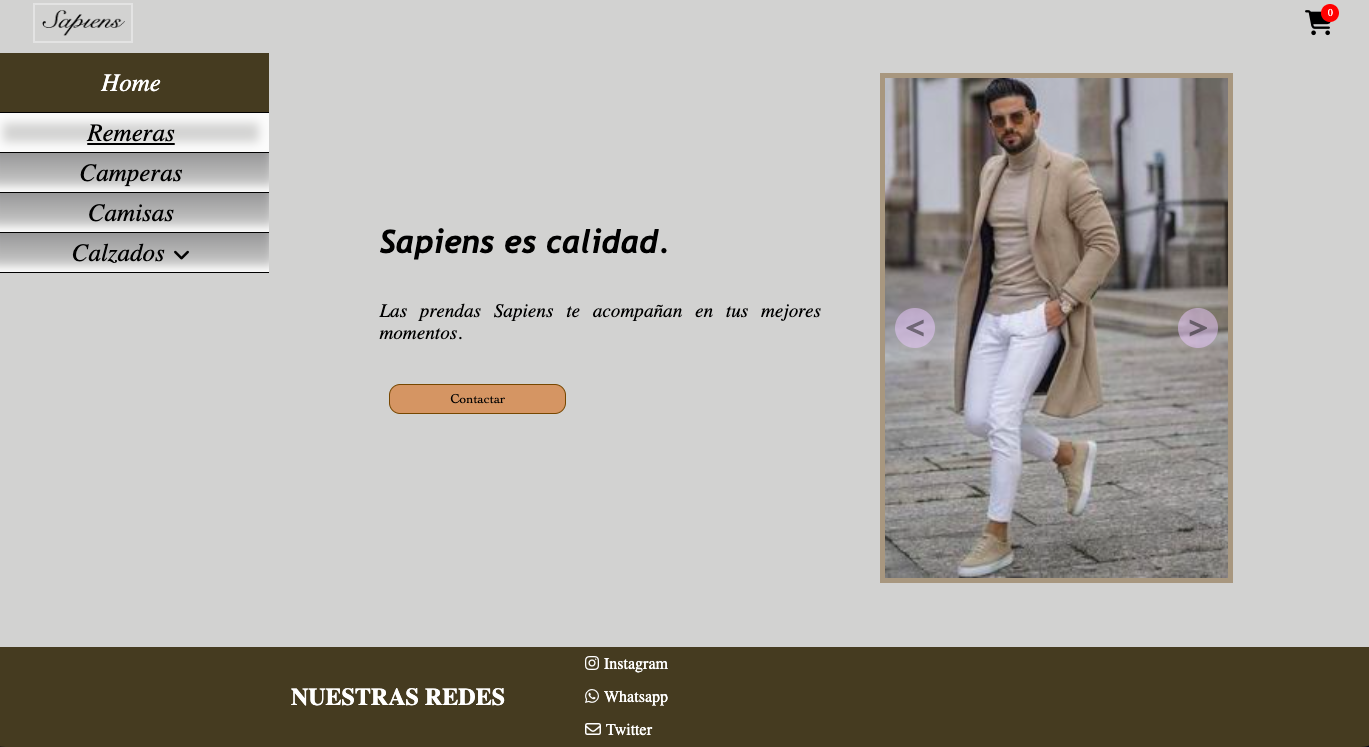 Sapiens
0
Home
Remeras
Camperas
Camisas
Calzados
Sapiens es calidad.
Las prendas Sapiens te acompañan en tus mejores
momentos.
Contactar
<
>
NUESTRAS REDES
Instagram
Whatsapp
Twitter